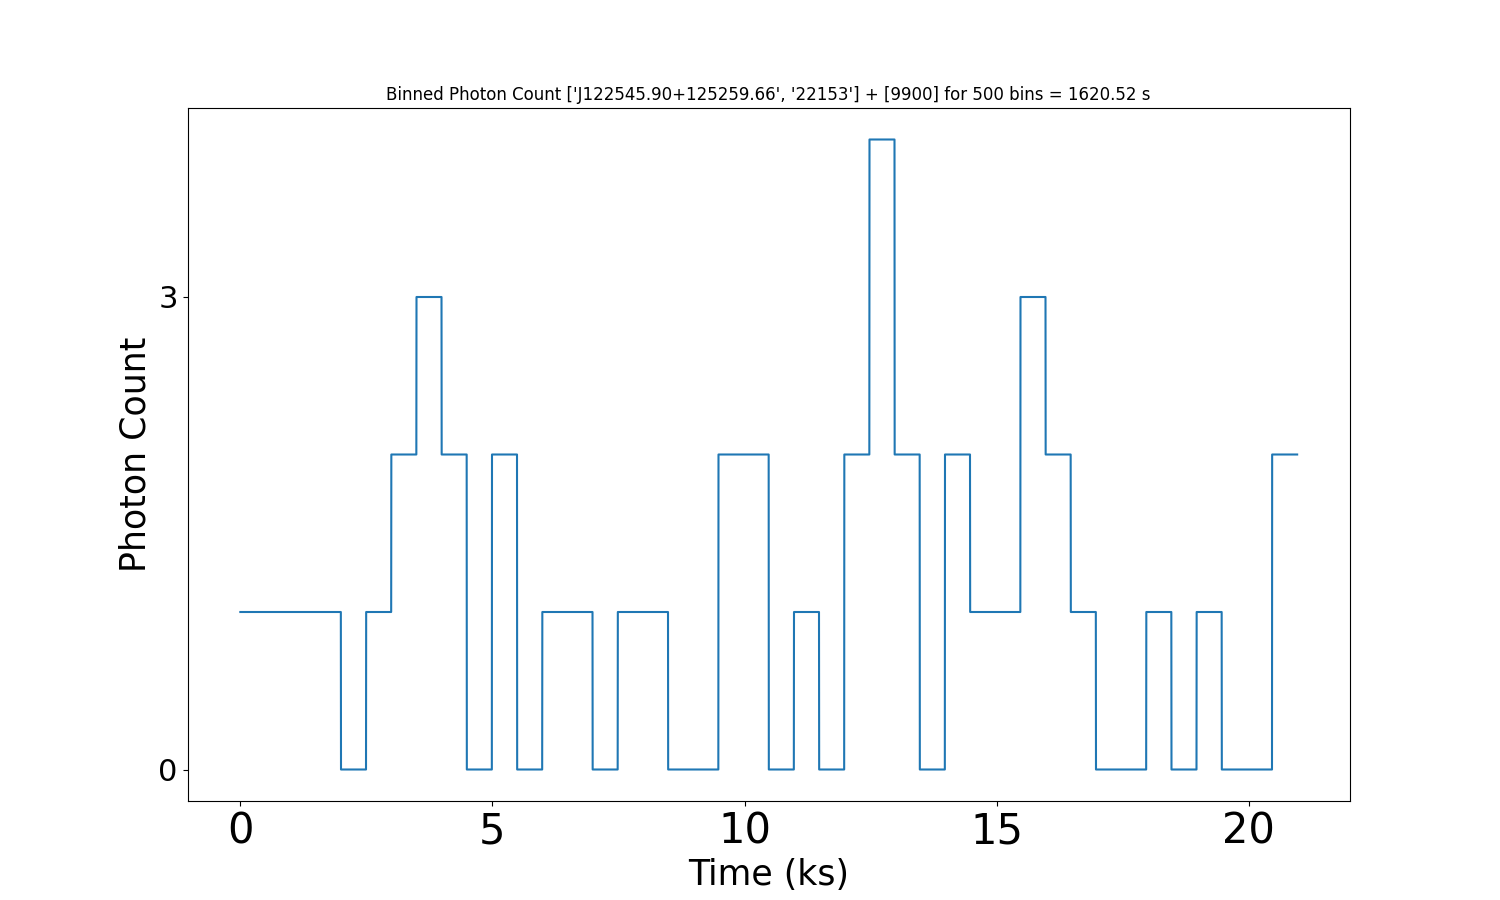 Binned Photon Count ['J122545.90+125259.66', '22153'] + [9900] for 500 bins = 1620.52 s
3
Photon Count
0
0 5 10 15 20
Time (ks)